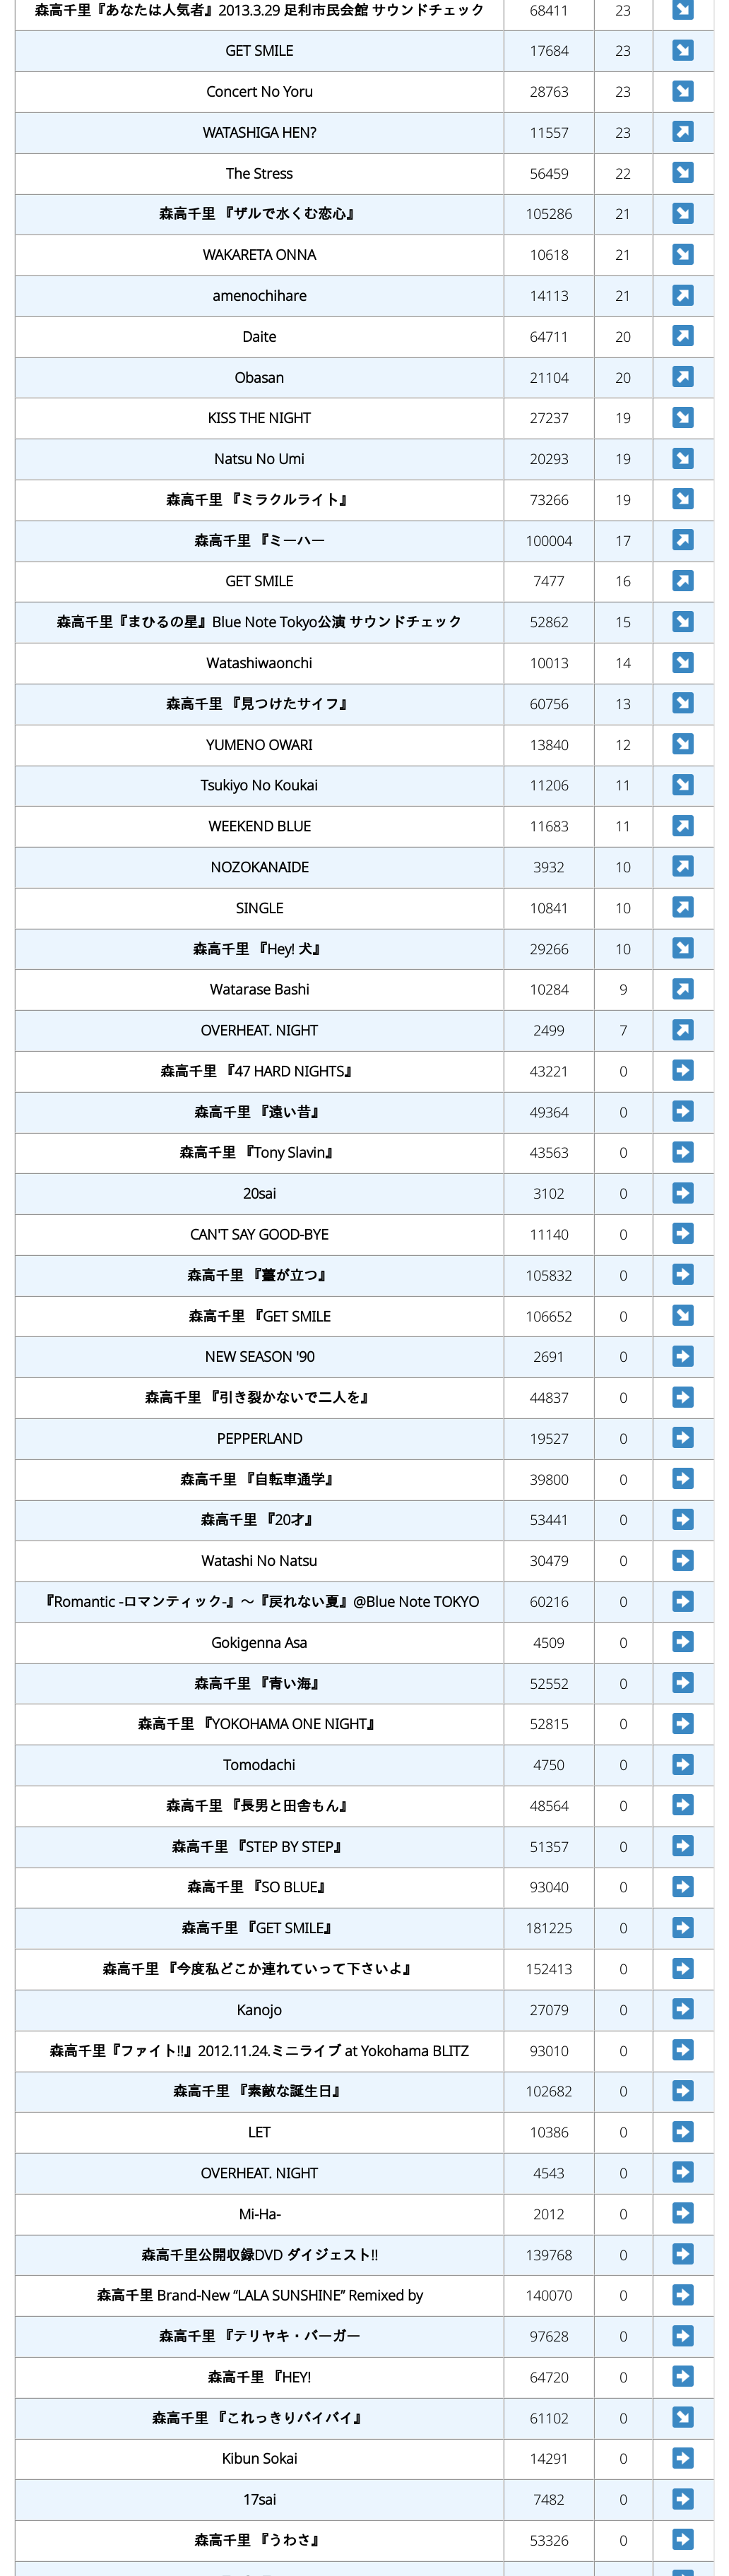 森高千里『あなたは人気者』2013.3.29 足利市民会館 サウンドチェック 68411 23
GET SMILE 17684 23
Concert No Yoru 28763 23
WATASHIGA HEN? 11557 23
The Stress 56459 22
森高千里 『ザルで水くむ恋心』 105286 21
WAKARETA ONNA 10618 21
amenochihare 14113 21
Daite 64711 20
Obasan 21104 20
KISS THE NIGHT 27237 19
Natsu No Umi 20293 19
森高千里 『ミラクルライト』 73266 19
森高千里 『ミーハー 100004 17
GET SMILE 7477 16
森高千里『まひるの星』Blue Note Tokyo公演 サウンドチェック 52862 15
Watashiwaonchi 10013 14
森高千里 『見つけたサイフ』 60756 13
YUMENO OWARI 13840 12
Tsukiyo No Koukai 11206 11
WEEKEND BLUE 11683 11
NOZOKANAIDE 3932 10
SINGLE 10841 10
森高千里 『Hey! 犬』 29266 10
Watarase Bashi 10284 9
OVERHEAT. NIGHT 2499 7
森高千里 『47 HARD NIGHTS』 43221 0
森高千里 『遠い昔』 49364 0
森高千里 『Tony Slavin』 43563 0
20sai 3102 0
CAN'T SAY GOOD-BYE 11140 0
森高千里 『薹が立つ』 105832 0
森高千里 『GET SMILE 106652 0
NEW SEASON '90 2691 0
森高千里 『引き裂かないで二人を』 44837 0
PEPPERLAND 19527 0
森高千里 『自転車通学』 39800 0
森高千里 『20才』 53441 0
Watashi No Natsu 30479 0
『Romantic -ロマンティック-』～『戻れない夏』@Blue Note TOKYO 60216 0
Gokigenna Asa 4509 0
森高千里 『青い海』 52552 0
森高千里 『YOKOHAMA ONE NIGHT』 52815 0
Tomodachi 4750 0
森高千里 『長男と田舎もん』 48564 0
森高千里 『STEP BY STEP』 51357 0
森高千里 『SO BLUE』 93040 0
森高千里 『GET SMILE』 181225 0
森高千里 『今度私どこか連れていって下さいよ』 152413 0
Kanojo 27079 0
森高千里『ファイト!!』2012.11.24.ミニライブ at Yokohama BLITZ 93010 0
森高千里 『素敵な誕生日』 102682 0
LET 10386 0
OVERHEAT. NIGHT 4543 0
Mi-Ha- 2012 0
森高千里公開収録DVD ダイジェスト!! 139768 0
森高千里 Brand-New “LALA SUNSHINE” Remixed by 140070 0
森高千里 『テリヤキ・バーガー 97628 0
森高千里 『HEY! 64720 0
森高千里 『これっきりバイバイ』 61102 0
Kibun Sokai 14291 0
17sai 7482 0
森高千里 『うわさ』 53326 0